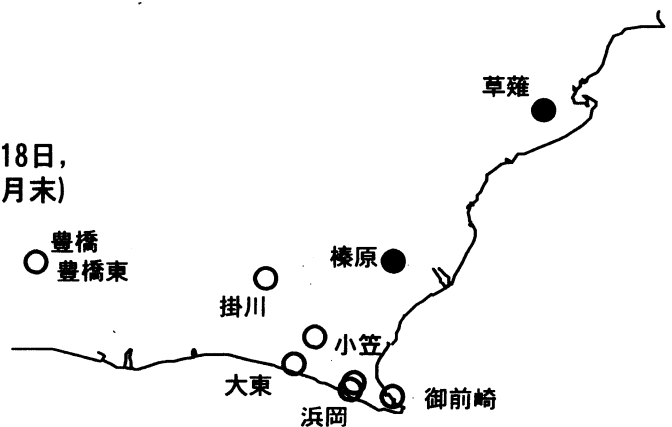 草薙
18日,
月末)
豊橋
豊橋東
榛原
掛川
小笠
大東
御前崎
浜岡